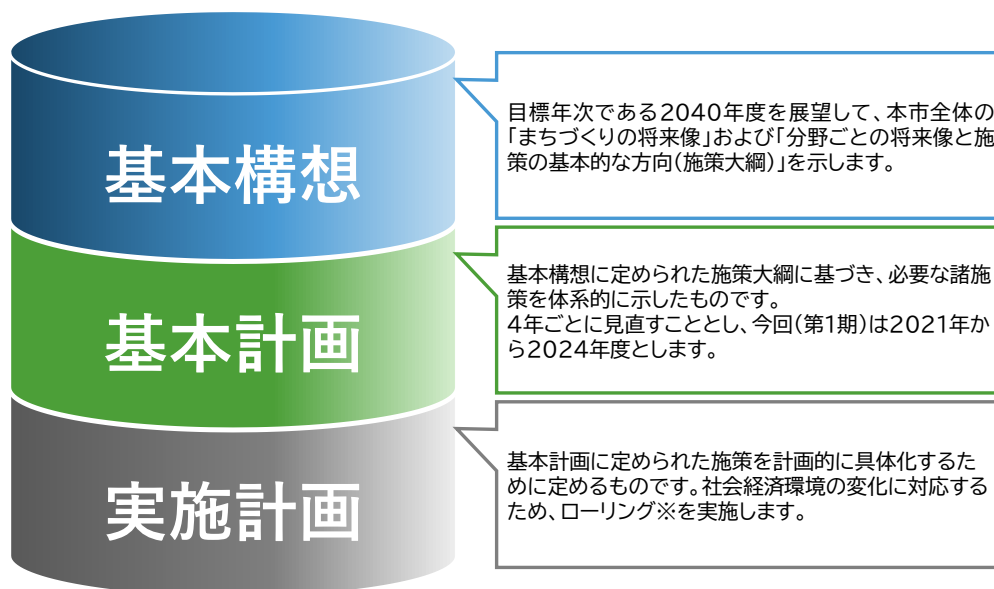 基本構想
目標年次である2040年度を展望して、本市全体の
「まちづくりの将来像」および「分野ごとの将来像と施
策の基本的な方向(施策大綱)」を示します。
基本計画
基本構想に定められた施策大綱に基づき、必要な諸施
策を体系的に示したものです。
4年ごとに見直すこととし、今回(第1期)は2021年か
ら2024年度とします。
実施計画
基本計画に定められた施策を計画的に具体化するた
めに定めるものです。社会経済環境の変化に対応する
ため、ローリング※を実施します。